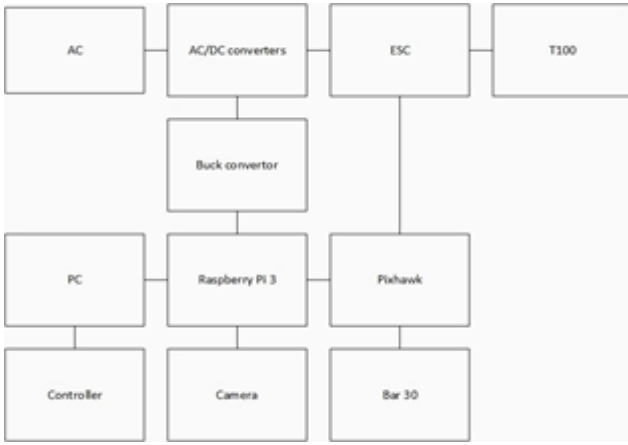 AC
AC/DC converters
ESC
T100
Buck convertor
PC
Raspberry Pi 3
Pixhawk
Controller
Camera
Bar 30